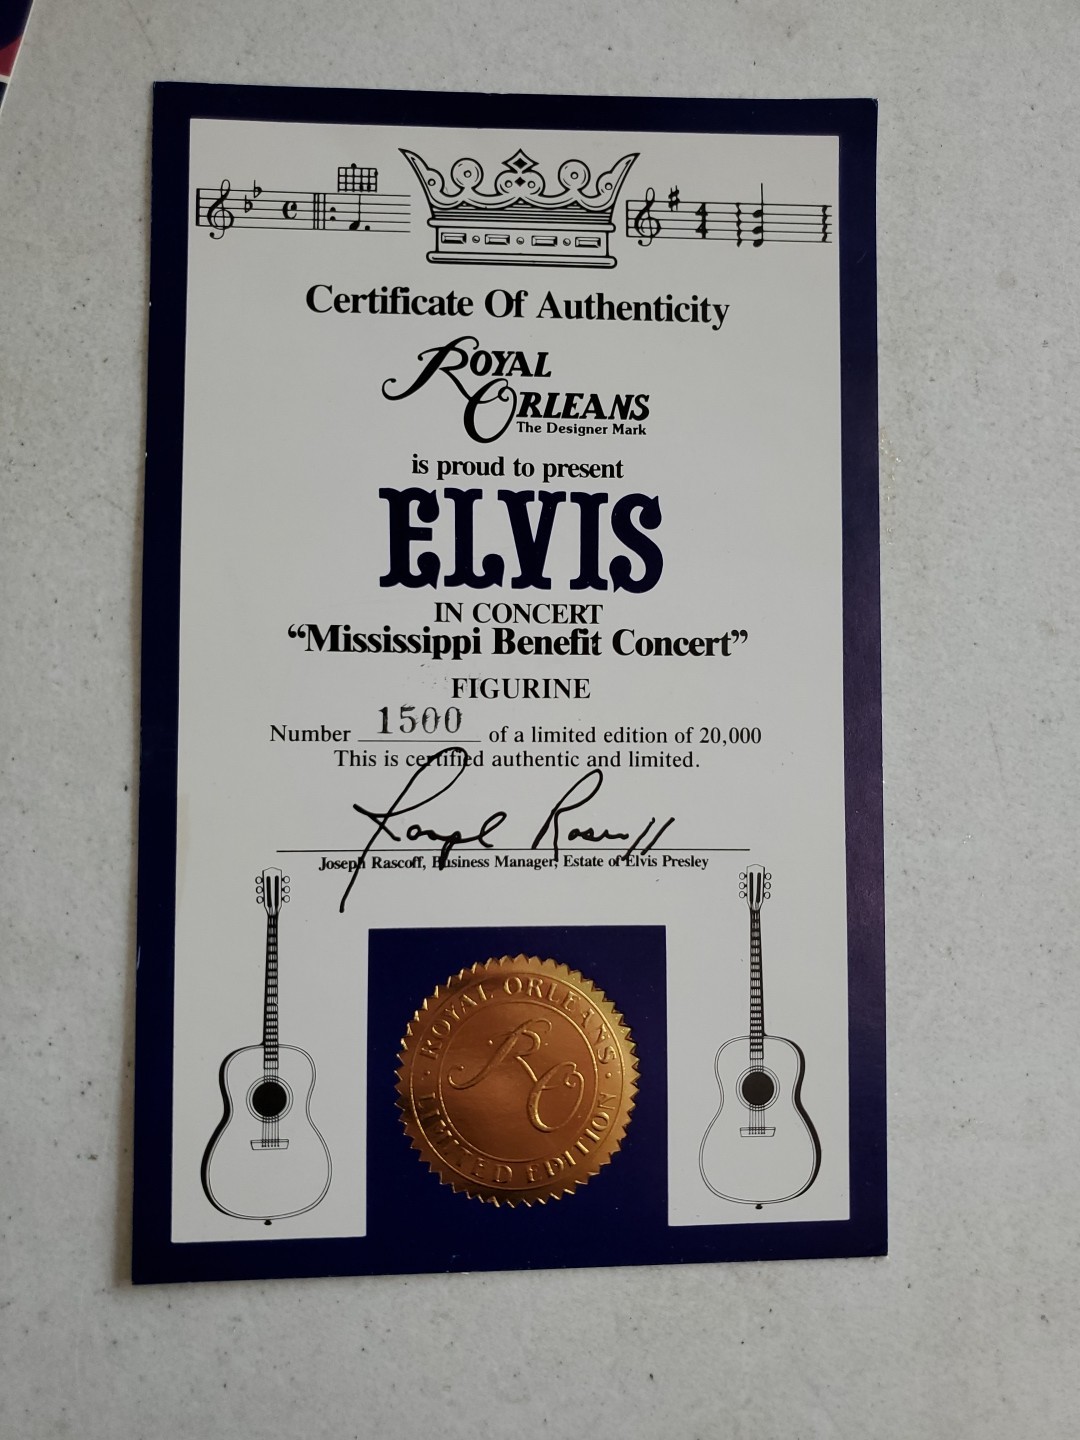 Certificate Of Authenticity
ROYAL
ORLEANS
The Designer Mark
is proud to present
ELVIS
IN CONCERT
“Mississippi Benefit Concert”
FIGURINE
Number 1500 of a limited edition of 20,000
This is certified authentic and limited.
Joseph Rascoff
Joseph Rascoff, Business Manager, Estate of Elvis Presley
ROYAL ORLEANS
RO
LIMITED EDITION